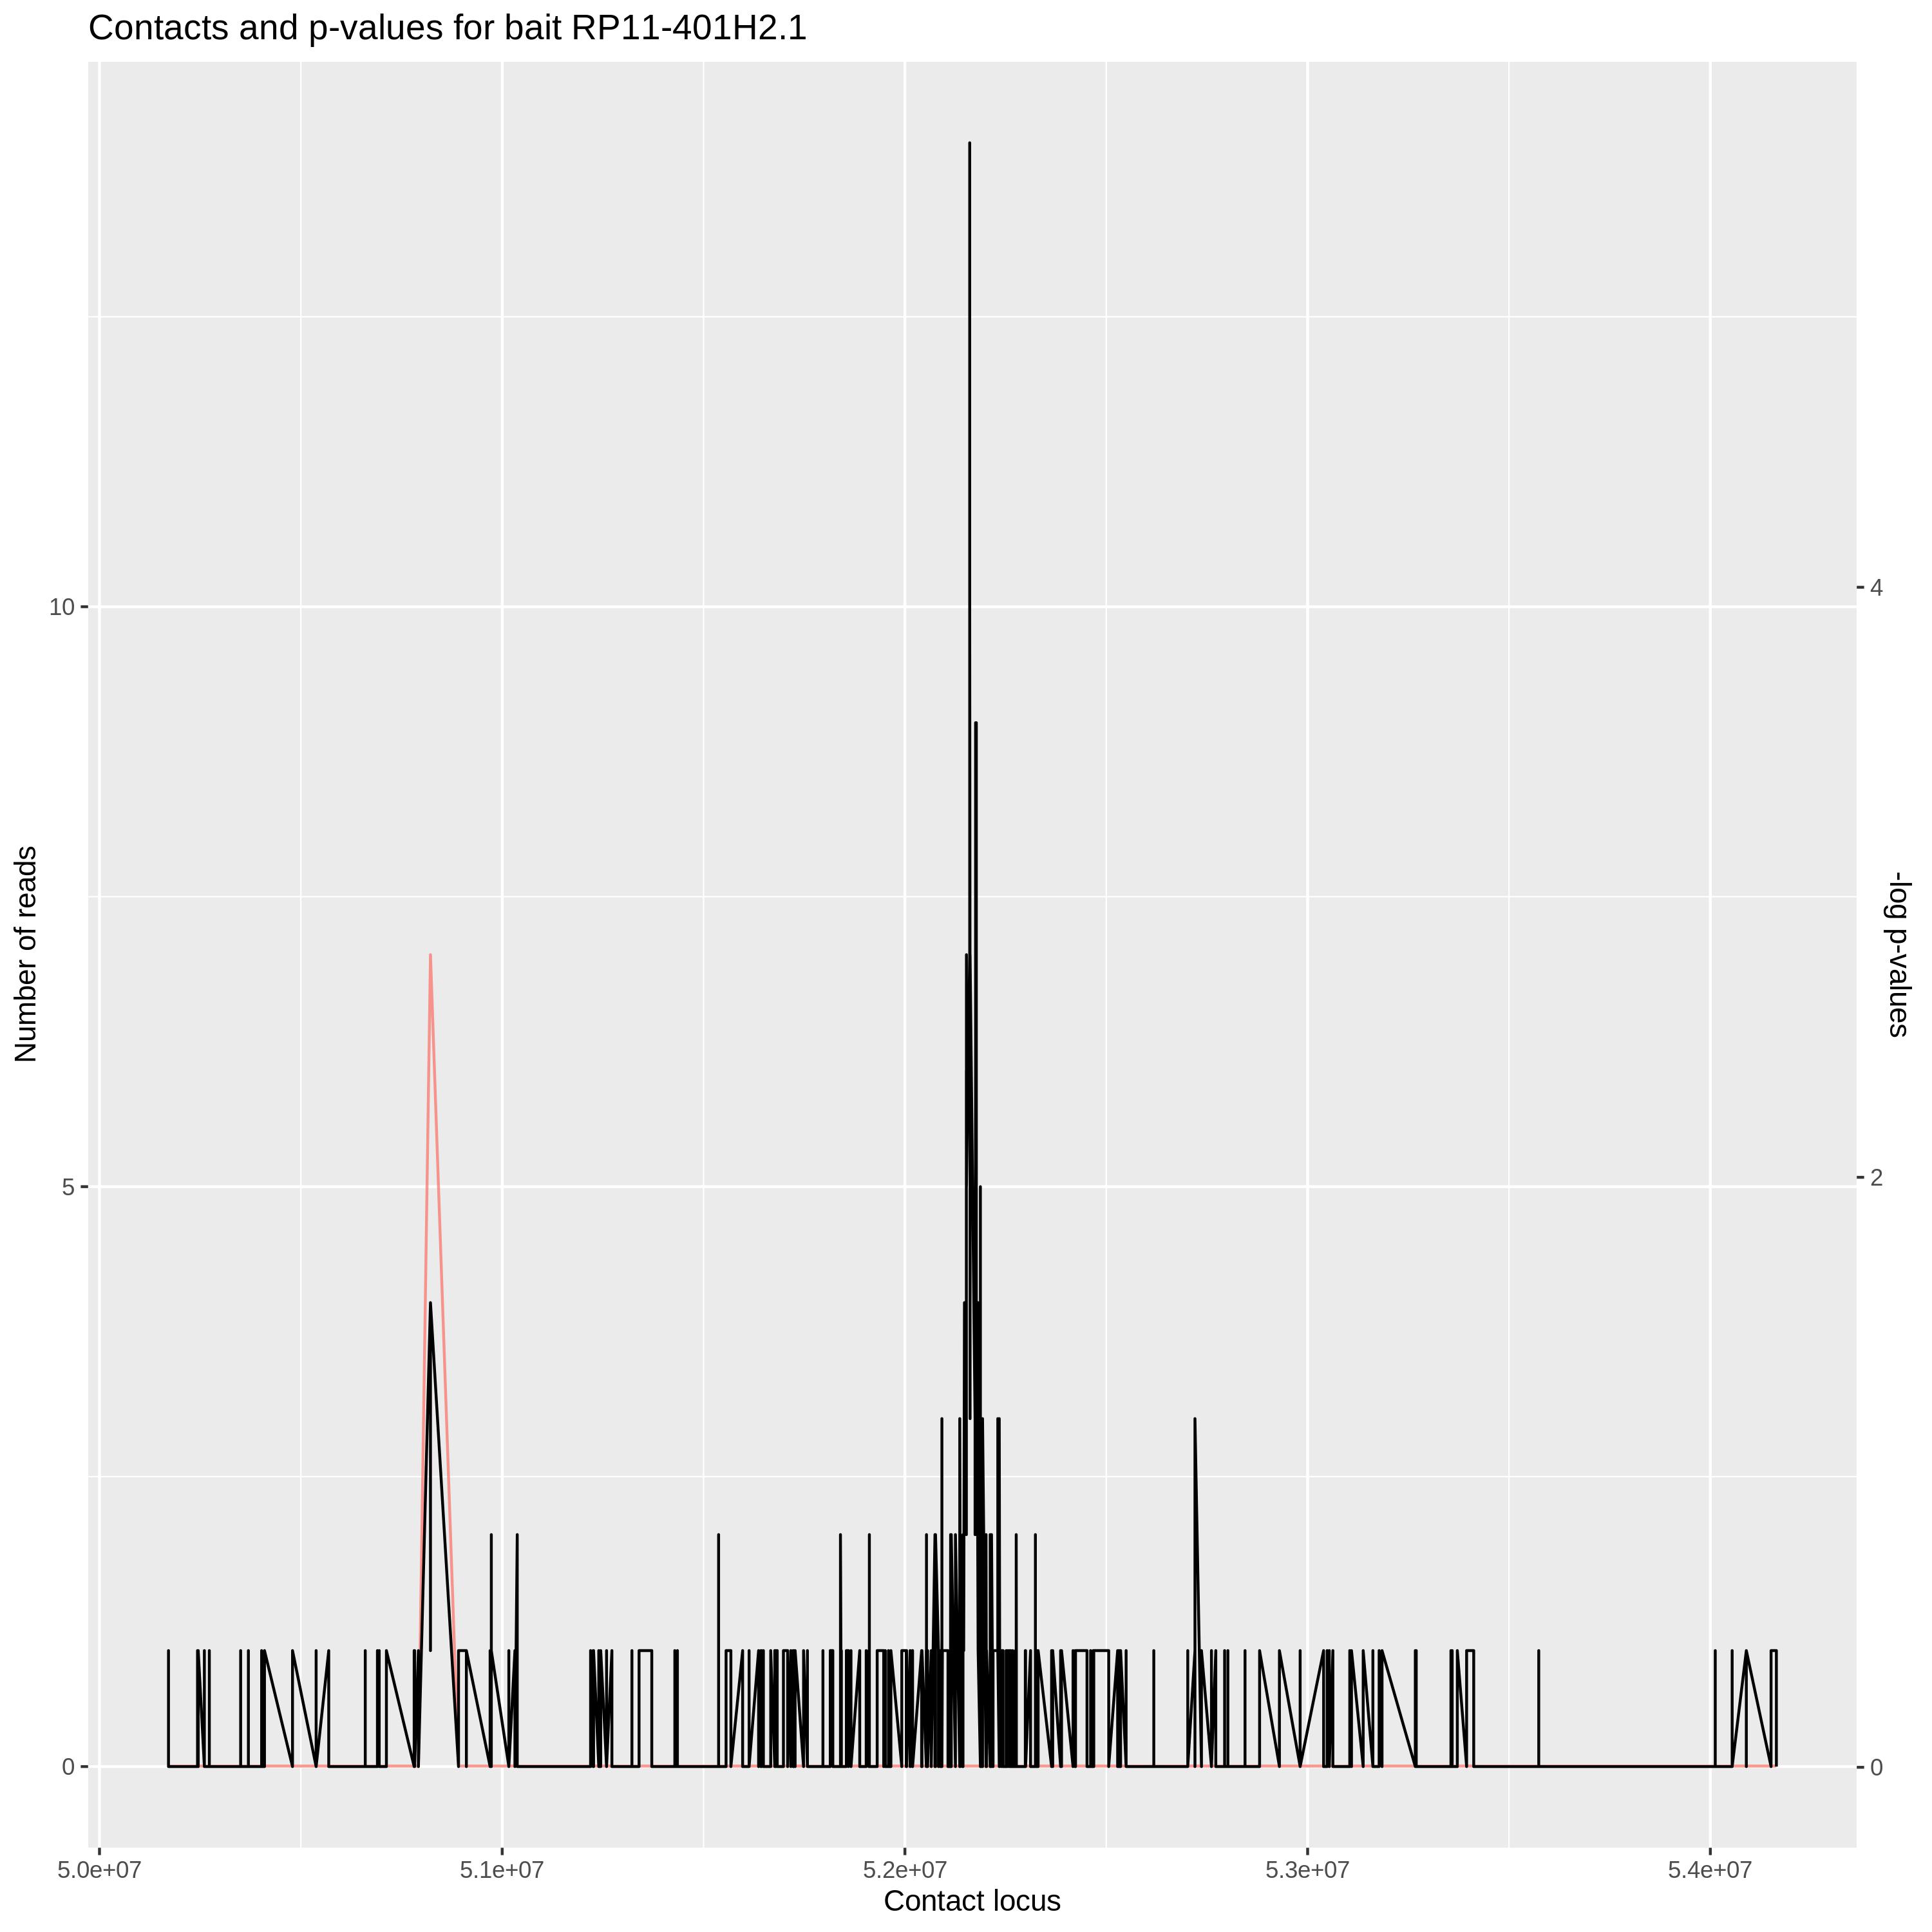 Contacts and p-values for bait RP11-401H2.1
10
5
0
Number of reads
4
2
0
-log p-values
5.0e+07 5.1e+07 5.2e+07 5.3e+07 5.4e+07
Contact locus